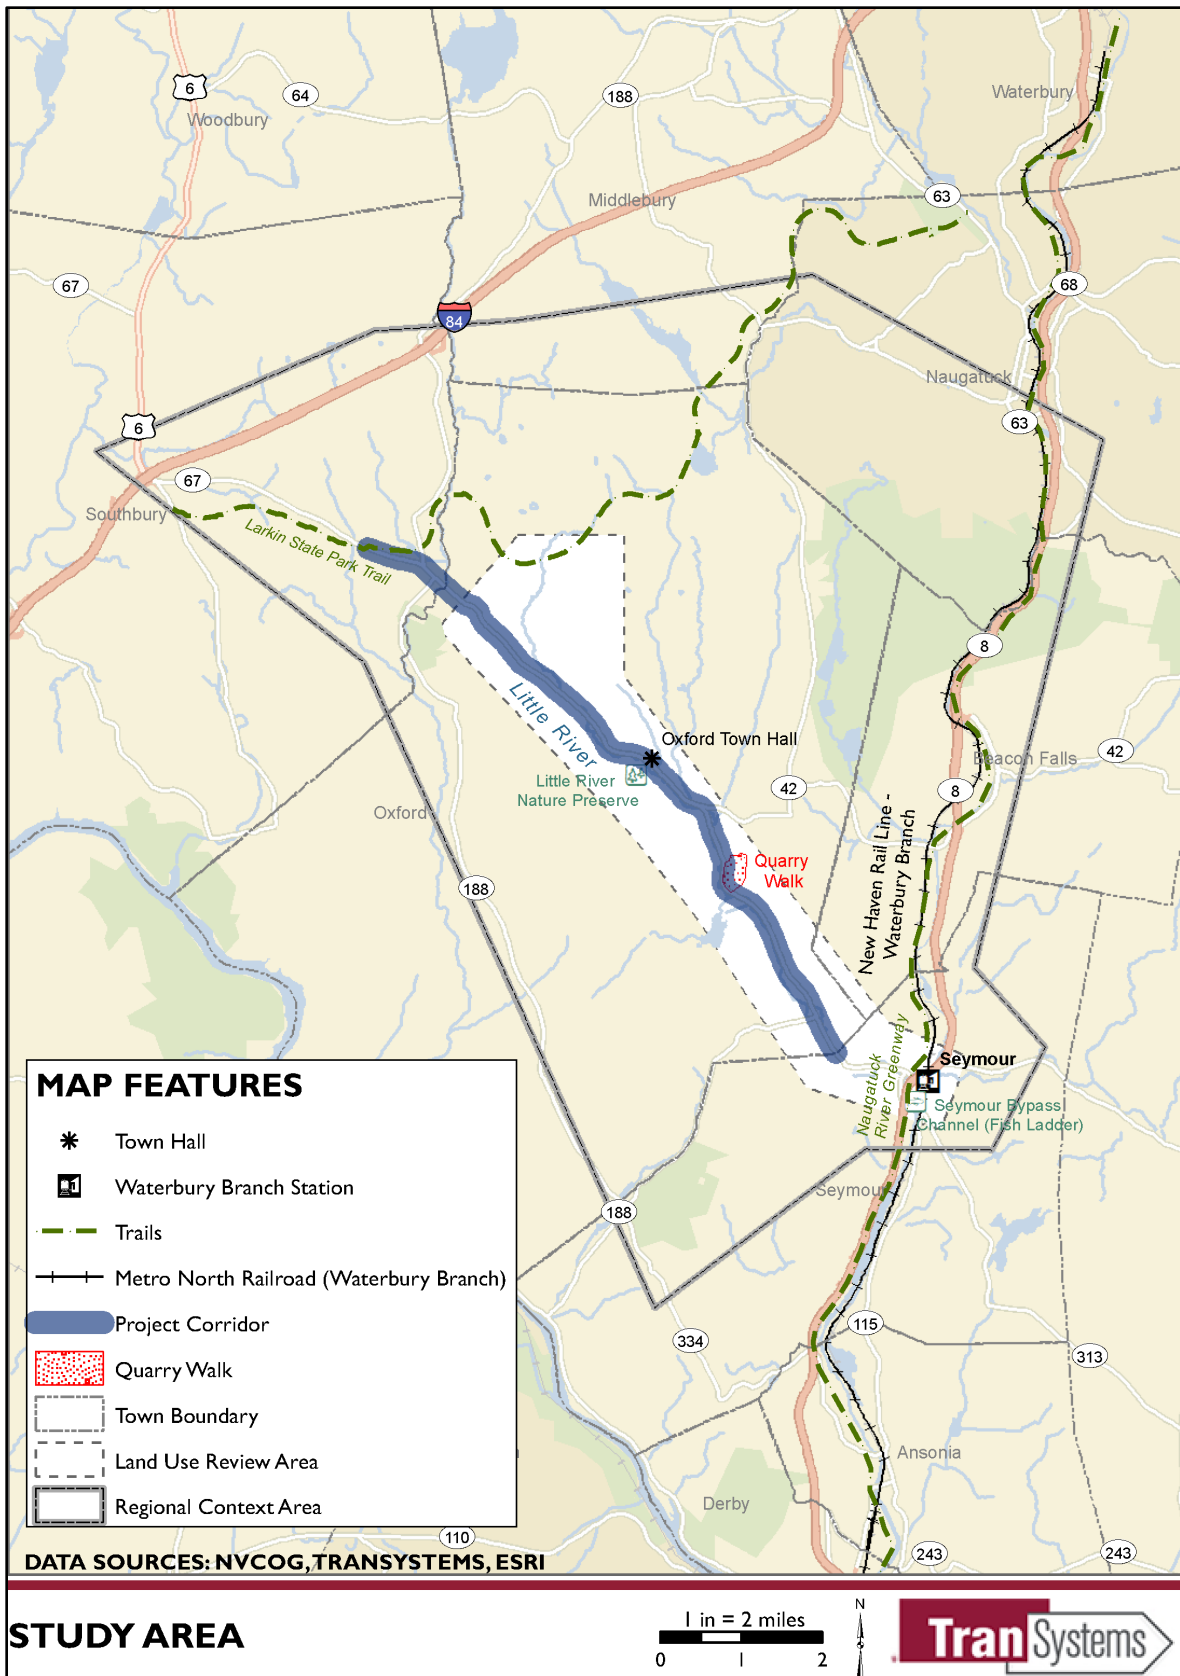 6
64
188
Waterbury
Woodbury
Middlebury
63
67
68
84
Naugatuck
6
63
67
Southbury
Larkin State Park Trail
8
Little River
Oxford Town Hall
Beacon Falls
42
Little River
Nature Preserve
42
8
Oxford
New Haven Rail Line -
Waterbury Branch
Quarry
Walk
188
Naugatuck
River Greenway
Seymour
Seymour Bypass
Channel (Fish Ladder)
Seymour
188
115
334
313
Ansonia
Derby
110
243
243
MAP FEATURES
Town Hall
Waterbury Branch Station
Trails
Metro North Railroad (Waterbury Branch)
Project Corridor
Quarry Walk
Town Boundary
Land Use Review Area
Regional Context Area
DATA SOURCES: NVCOG, TRANSYSTEMS, ESRI
STUDY AREA
1 in = 2 miles
0 1 2
N
TranSystems